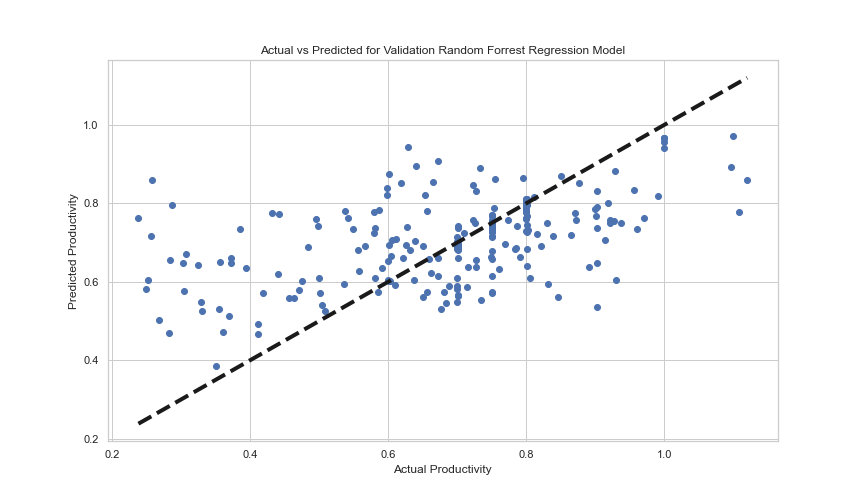 Actual vs Predicted for Validation Random Forrest Regression Model
1.0
0.8
0.6
0.4
0.2
Predicted Productivity
0.2 0.4 0.6 0.8 1.0
Actual Productivity